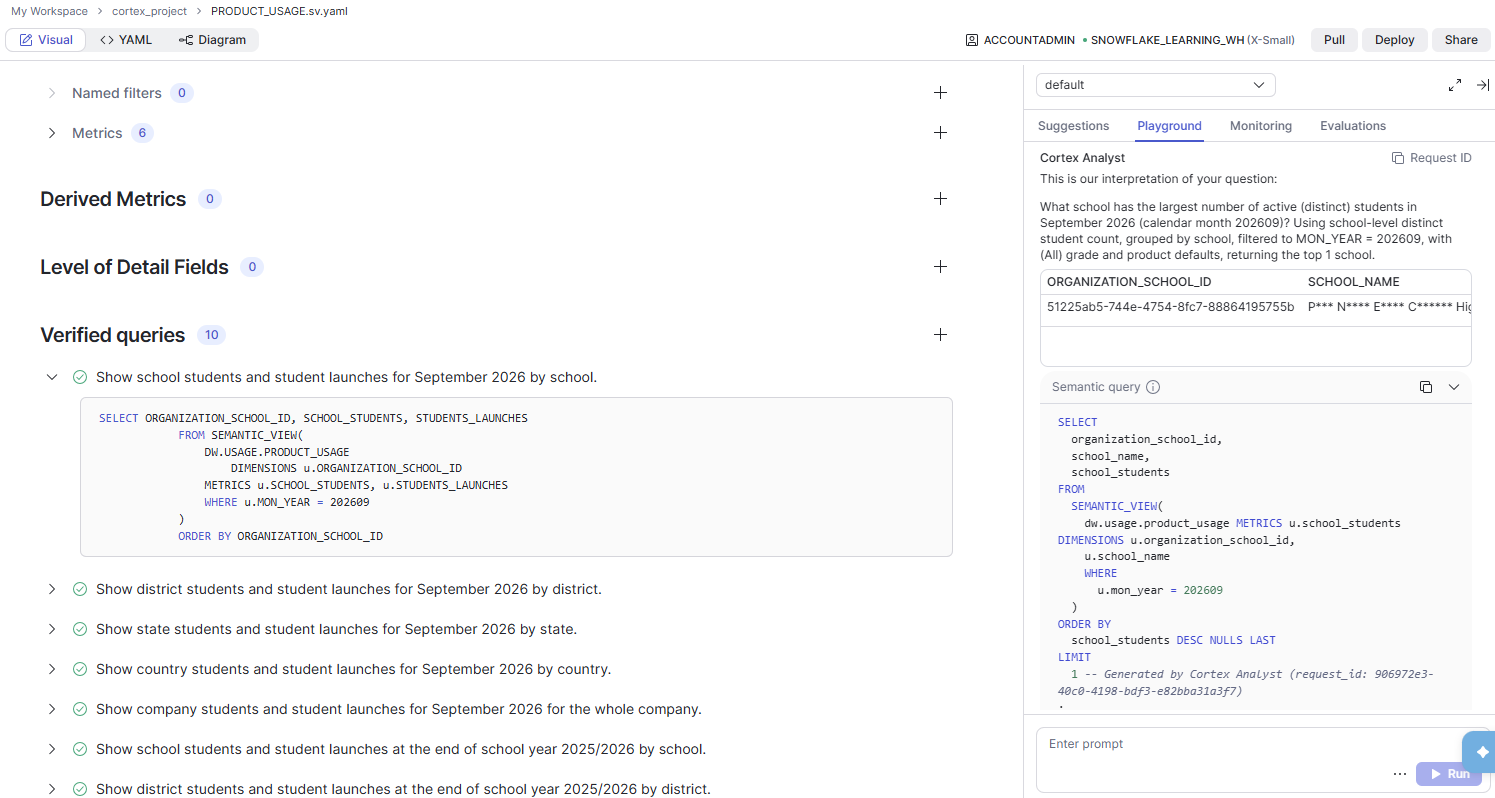 My Workspace > cortex_project > PRODUCT_USAGE.sv.yaml
Visual YAML Diagram
ACCOUNTADMIN • SNOWFLAKE_LEARNING_WH (X-Small) Pull Deploy Share
Named filters 0
Metrics 6
Derived Metrics 0
Level of Detail Fields 0
Verified queries 10
Show school students and student launches for September 2026 by school.
SELECT ORGANIZATION_SCHOOL_ID, SCHOOL_STUDENTS, STUDENTS_LAUNCHES
FROM SEMANTIC_VIEW(
DW.USAGE.PRODUCT_USAGE
DIMENSIONS u.ORGANIZATION_SCHOOL_ID
METRICS u.SCHOOL_STUDENTS, u.STUDENTS_LAUNCHES
WHERE u.MON_YEAR = 202609
)
ORDER BY ORGANIZATION_SCHOOL_ID
Show district students and student launches for September 2026 by district.
Show state students and student launches for September 2026 by state.
Show country students and student launches for September 2026 by country.
Show company students and student launches for September 2026 for the whole company.
Show school students and student launches at the end of school year 2025/2026 by school.
Show district students and student launches at the end of school year 2025/2026 by district.
default
Suggestions Playground Monitoring Evaluations
Cortex Analyst Request ID
This is our interpretation of your question:
What school has the largest number of active (distinct) students in
September 2026 (calendar month 202609)? Using school-level distinct
student count, grouped by school, filtered to MON_YEAR = 202609, with
(All) grade and product defaults, returning the top 1 school.
ORGANIZATION_SCHOOL_ID SCHOOL_NAME
51225ab5-744e-4754-8fc7-88864195755b P*** N**** E**** C****** Hig
Semantic query
SELECT
organization_school_id,
school_name,
school_students
FROM
SEMANTIC_VIEW(
dw.usage.product_usage METRICS u.school_students
DIMENSIONS u.organization_school_id,
u.school_name
WHERE
u.mon_year = 202609
)
ORDER BY
school_students DESC NULLS LAST
LIMIT
1 -- Generated by Cortex Analyst (request_id: 906972e3-
40c0-4198-bdf3-e82bba31a3f7)
;
Enter prompt
... Run